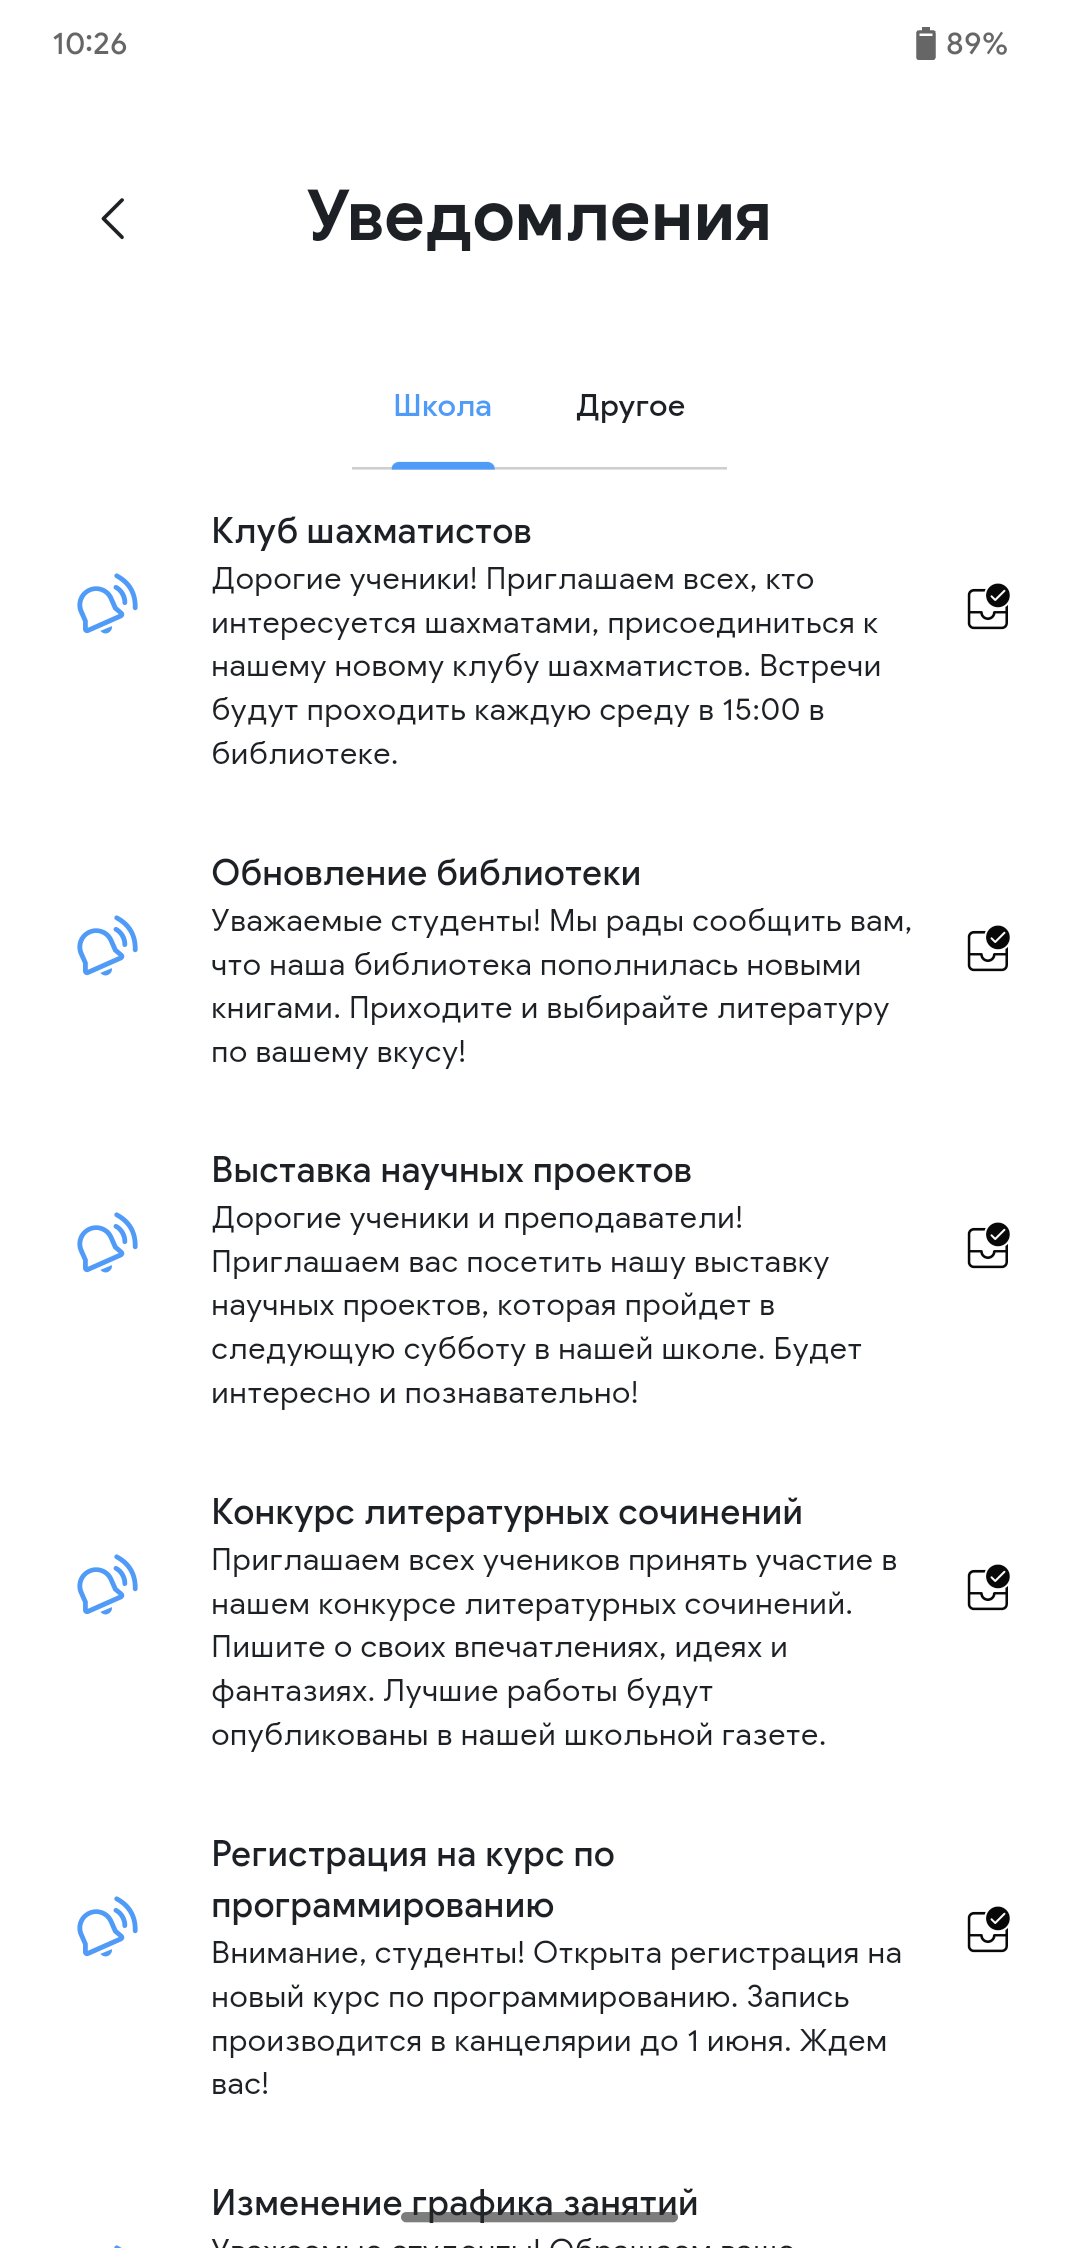 10:26
89%
Уведомления
Школа
Другое
Клуб шахматистов
Дорогие ученики! Приглашаем всех, кто
интересуется шахматами, присоединиться к
нашему новому клубу шахматистов. Встречи
будут проходить каждую среду в 15:00 в
библиотеке.
Обновление библиотеки
Уважаемые студенты! Мы рады сообщить вам,
что наша библиотека пополнилась новыми
книгами. Приходите и выбирайте литературу
по вашему вкусу!
Выставка научных проектов
Дорогие ученики и преподаватели!
Приглашаем вас посетить нашу выставку
научных проектов, которая пройдет в
следующую субботу в нашей школе. Будет
интересно и познавательно!
Конкурс литературных сочинений
Приглашаем всех учеников принять участие в
нашем конкурсе литературных сочинений.
Пишите о своих впечатлениях, идеях и
фантазиях. Лучшие работы будут
опубликованы в нашей школьной газете.
Регистрация на курс по
программированию
Внимание, студенты! Открыта регистрация на
новый курс по программированию. Запись
производится в канцелярии до 1 июня. Ждем
вас!
Изменение графика занятий
Уважаемые студенты! Обращаем ваше